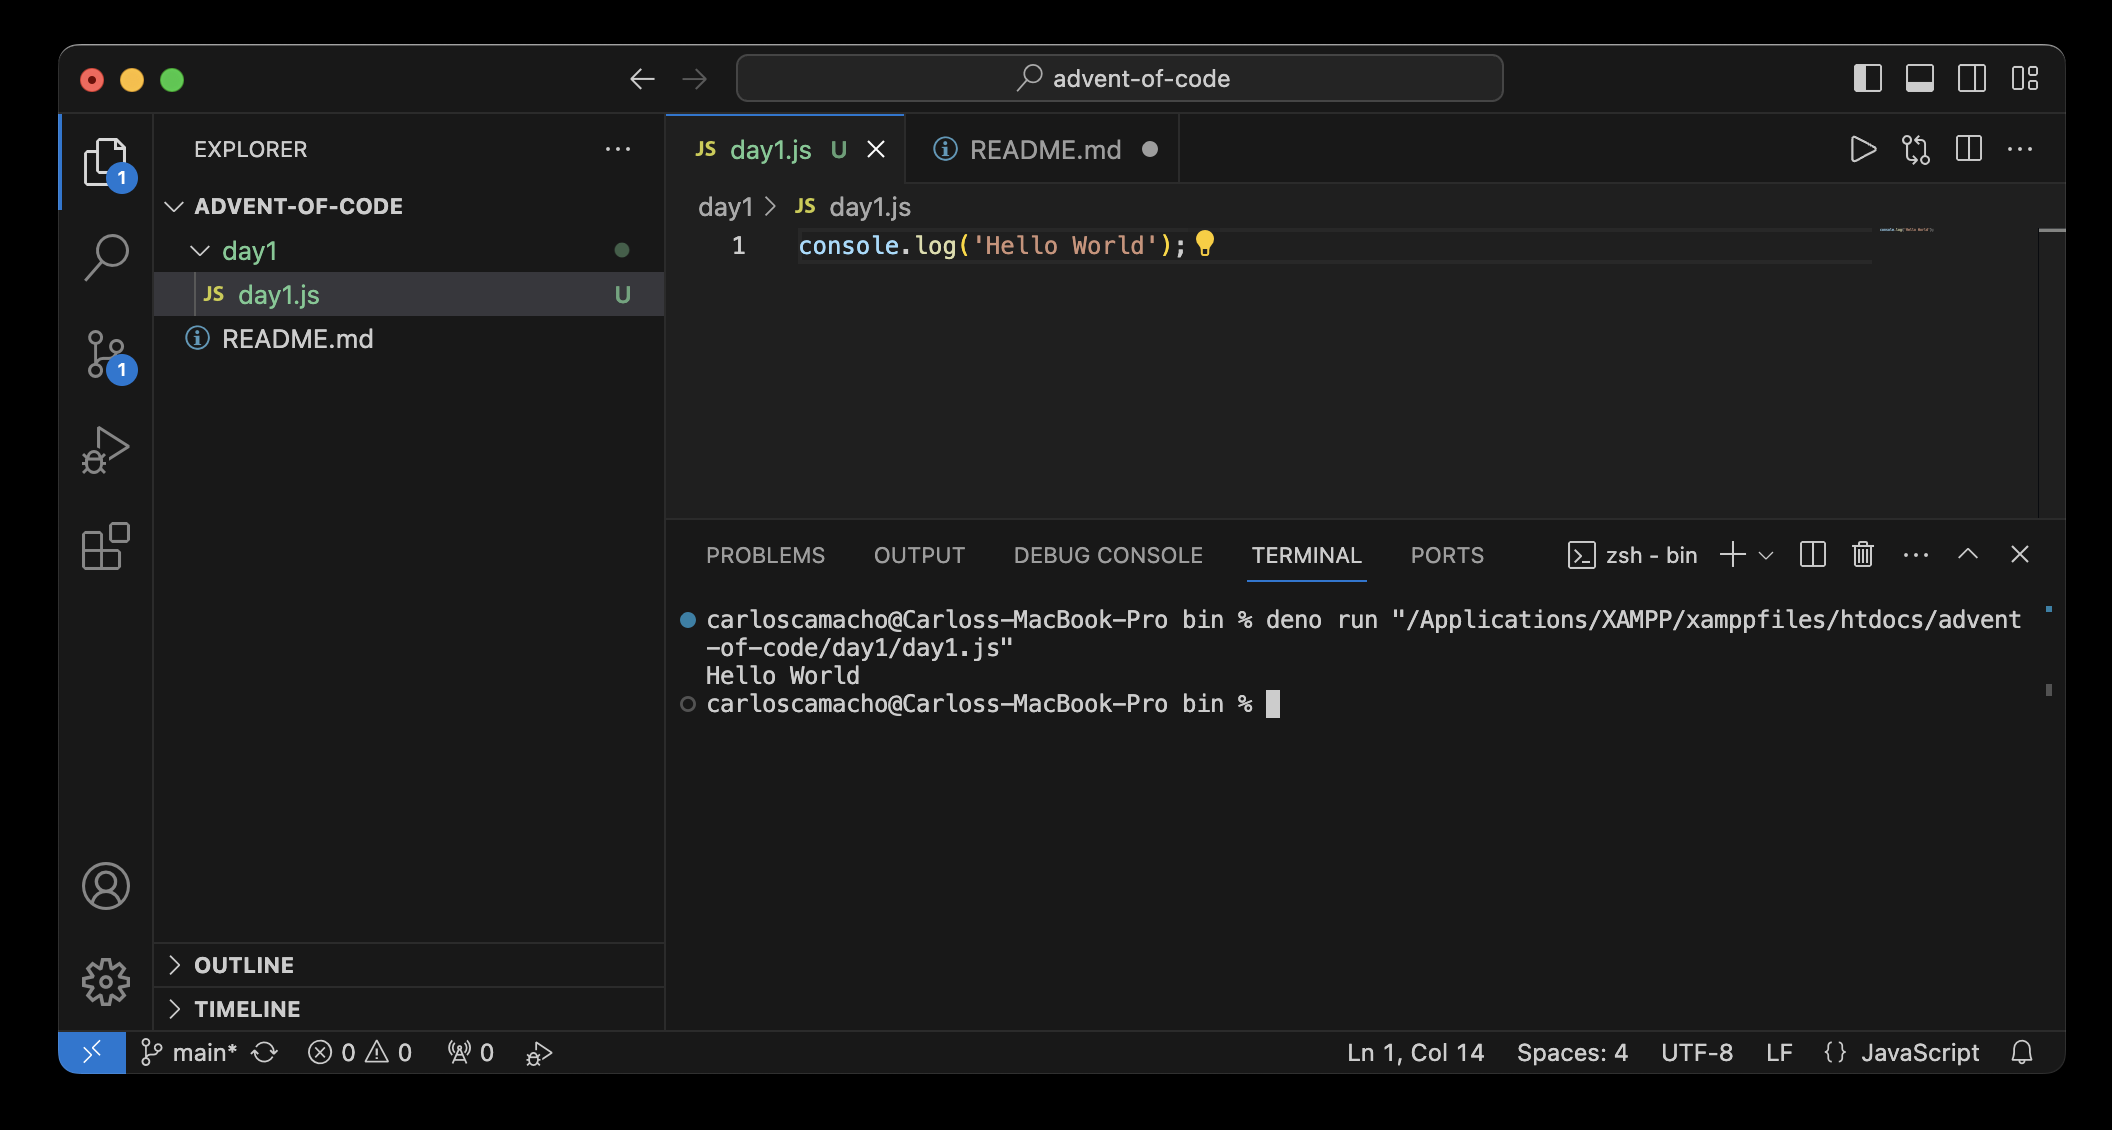 advent-of-code
EXPLORER
1
ADVENT-OF-CODE
day1
JS day1.js U
README.md
1
OUTLINE
TIMELINE
JS day1.js U
README.md
day1 > JS day1.js
1 console.log('Hello World');
PROBLEMS OUTPUT DEBUG CONSOLE TERMINAL PORTS zsh - bin
carloscamacho@Carloss-MacBook-Pro bin % deno run "/Applications/XAMPP/xamppfiles/htdocs/advent
-of-code/day1/day1.js"
Hello World
carloscamacho@Carloss-MacBook-Pro bin %
main* 0 0 0 Ln 1, Col 14 Spaces: 4 UTF-8 LF {} JavaScript